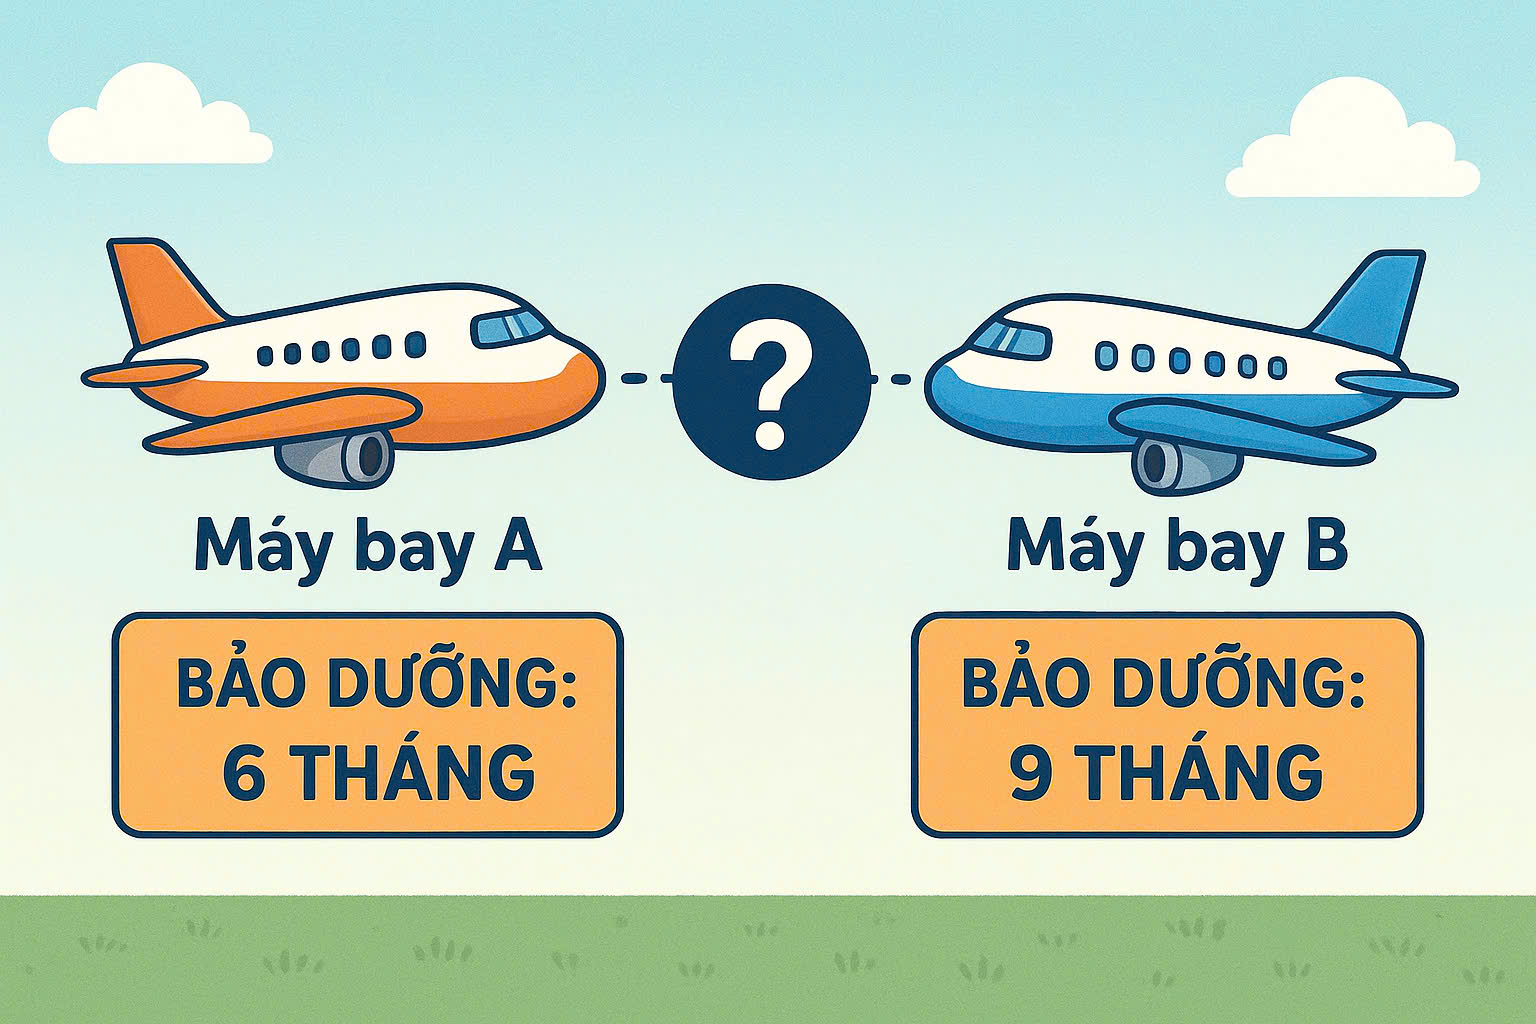 ?
Máy bay A
Máy bay B
BẢO DƯỠNG:
6 THÁNG
BẢO DƯỠNG:
9 THÁNG